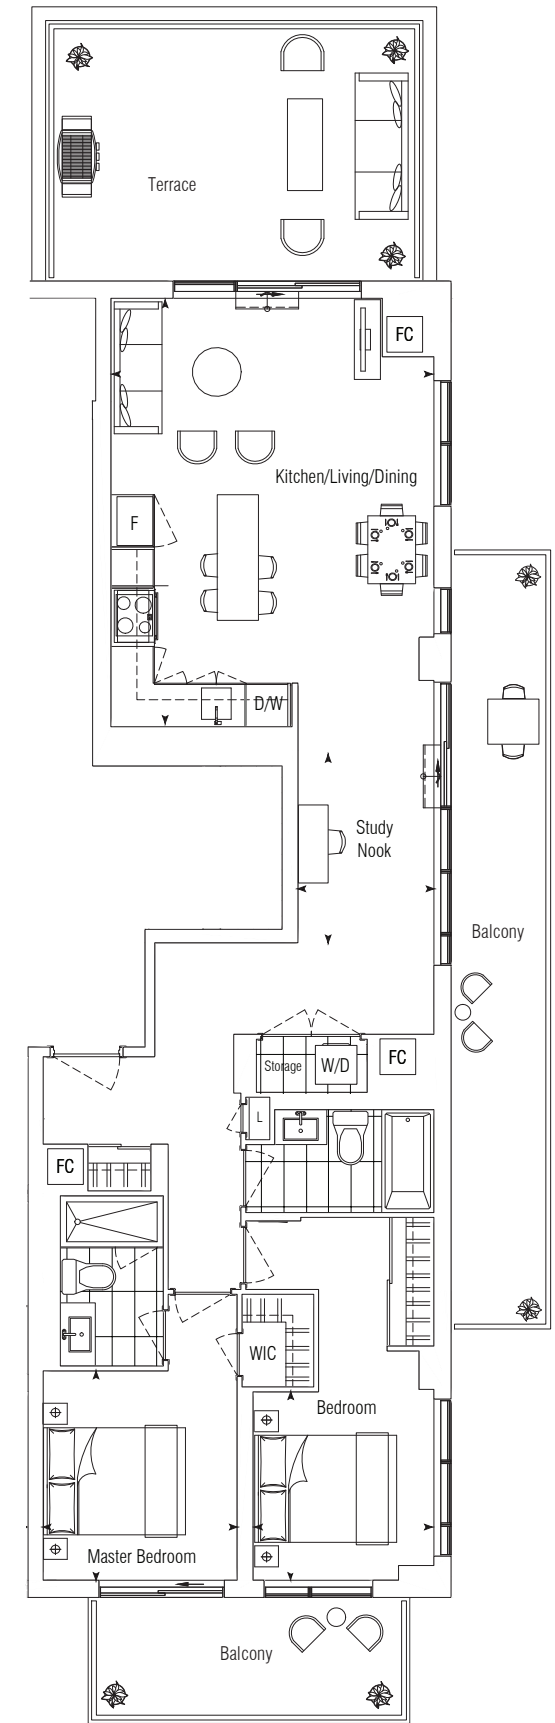 Terrace
FC
Kitchen/Living/Dining
F
D/W
Study
Nook
Balcony
Storage
W/D
FC
L
FC
WIC
Bedroom
Master Bedroom
Balcony